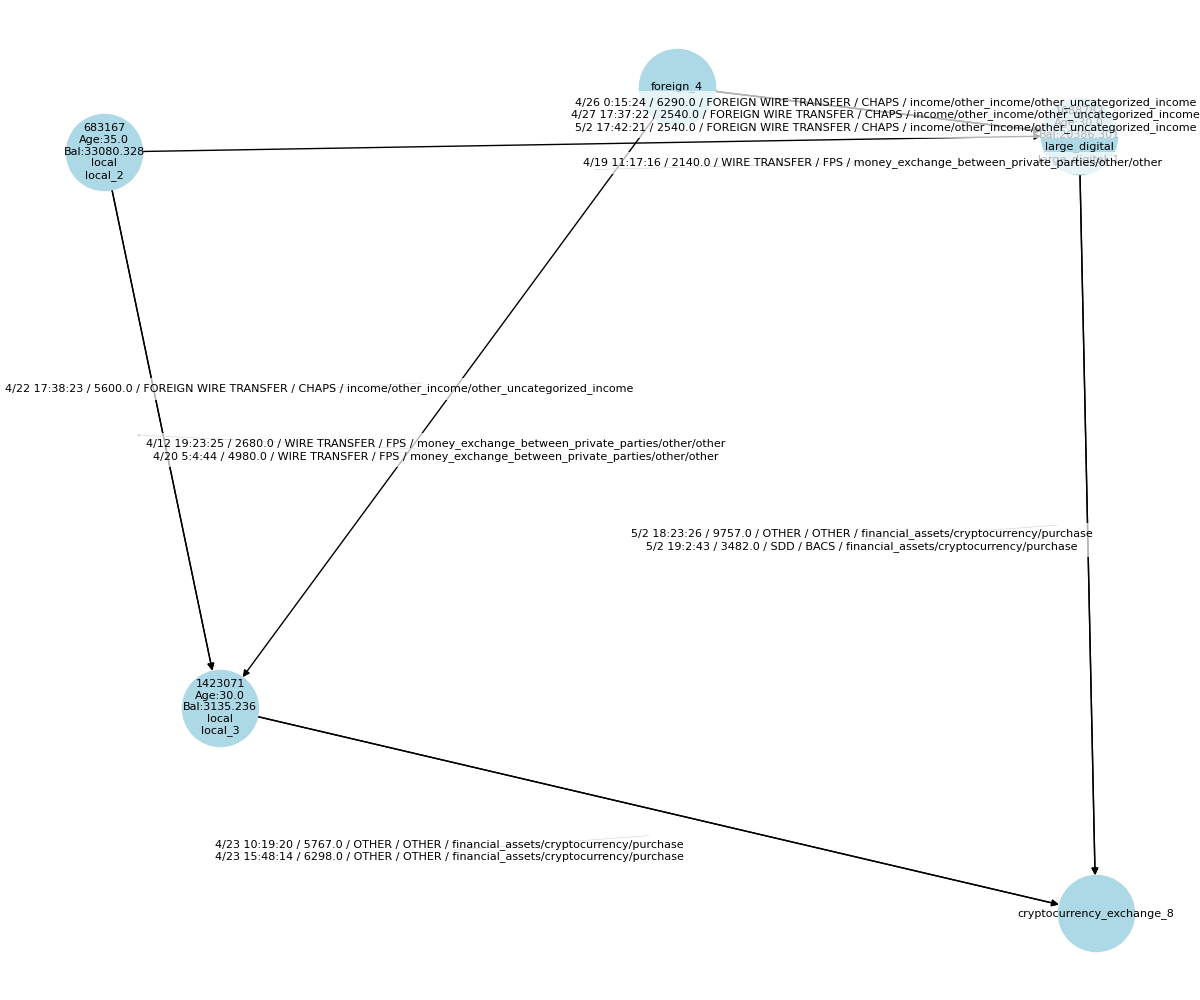 foreign_4
4/26 0:15:24 / 6290.0 / FOREIGN WIRE TRANSFER / CHAPS / income/other_income/other_uncategorized_income
4/27 17:37:22 / 2540.0 / FOREIGN WIRE TRANSFER / CHAPS / income/other_income/other_uncategorized_income
5/2 17:42:21 / 2540.0 / FOREIGN WIRE TRANSFER / CHAPS / income/other_income/other_uncategorized_income
683167
Age:35.0
Bal:33080.328
local
local_2
large_digital
4/19 11:17:16 / 2140.0 / WIRE TRANSFER / FPS / money_exchange_between_private_parties/other/other
4/22 17:38:23 / 5600.0 / FOREIGN WIRE TRANSFER / CHAPS / income/other_income/other_uncategorized_income
4/12 19:23:25 / 2680.0 / WIRE TRANSFER / FPS / money_exchange_between_private_parties/other/other
4/20 5:4:44 / 4980.0 / WIRE TRANSFER / FPS / money_exchange_between_private_parties/other/other
5/2 18:23:26 / 9757.0 / OTHER / OTHER / financial_assets/cryptocurrency/purchase
5/2 19:2:43 / 3482.0 / SDD / BACS / financial_assets/cryptocurrency/purchase
1423071
Age:30.0
Bal:3135.236
local
local_3
4/23 10:19:20 / 5767.0 / OTHER / OTHER / financial_assets/cryptocurrency/purchase
4/23 15:48:14 / 6298.0 / OTHER / OTHER / financial_assets/cryptocurrency/purchase
cryptocurrency_exchange_8